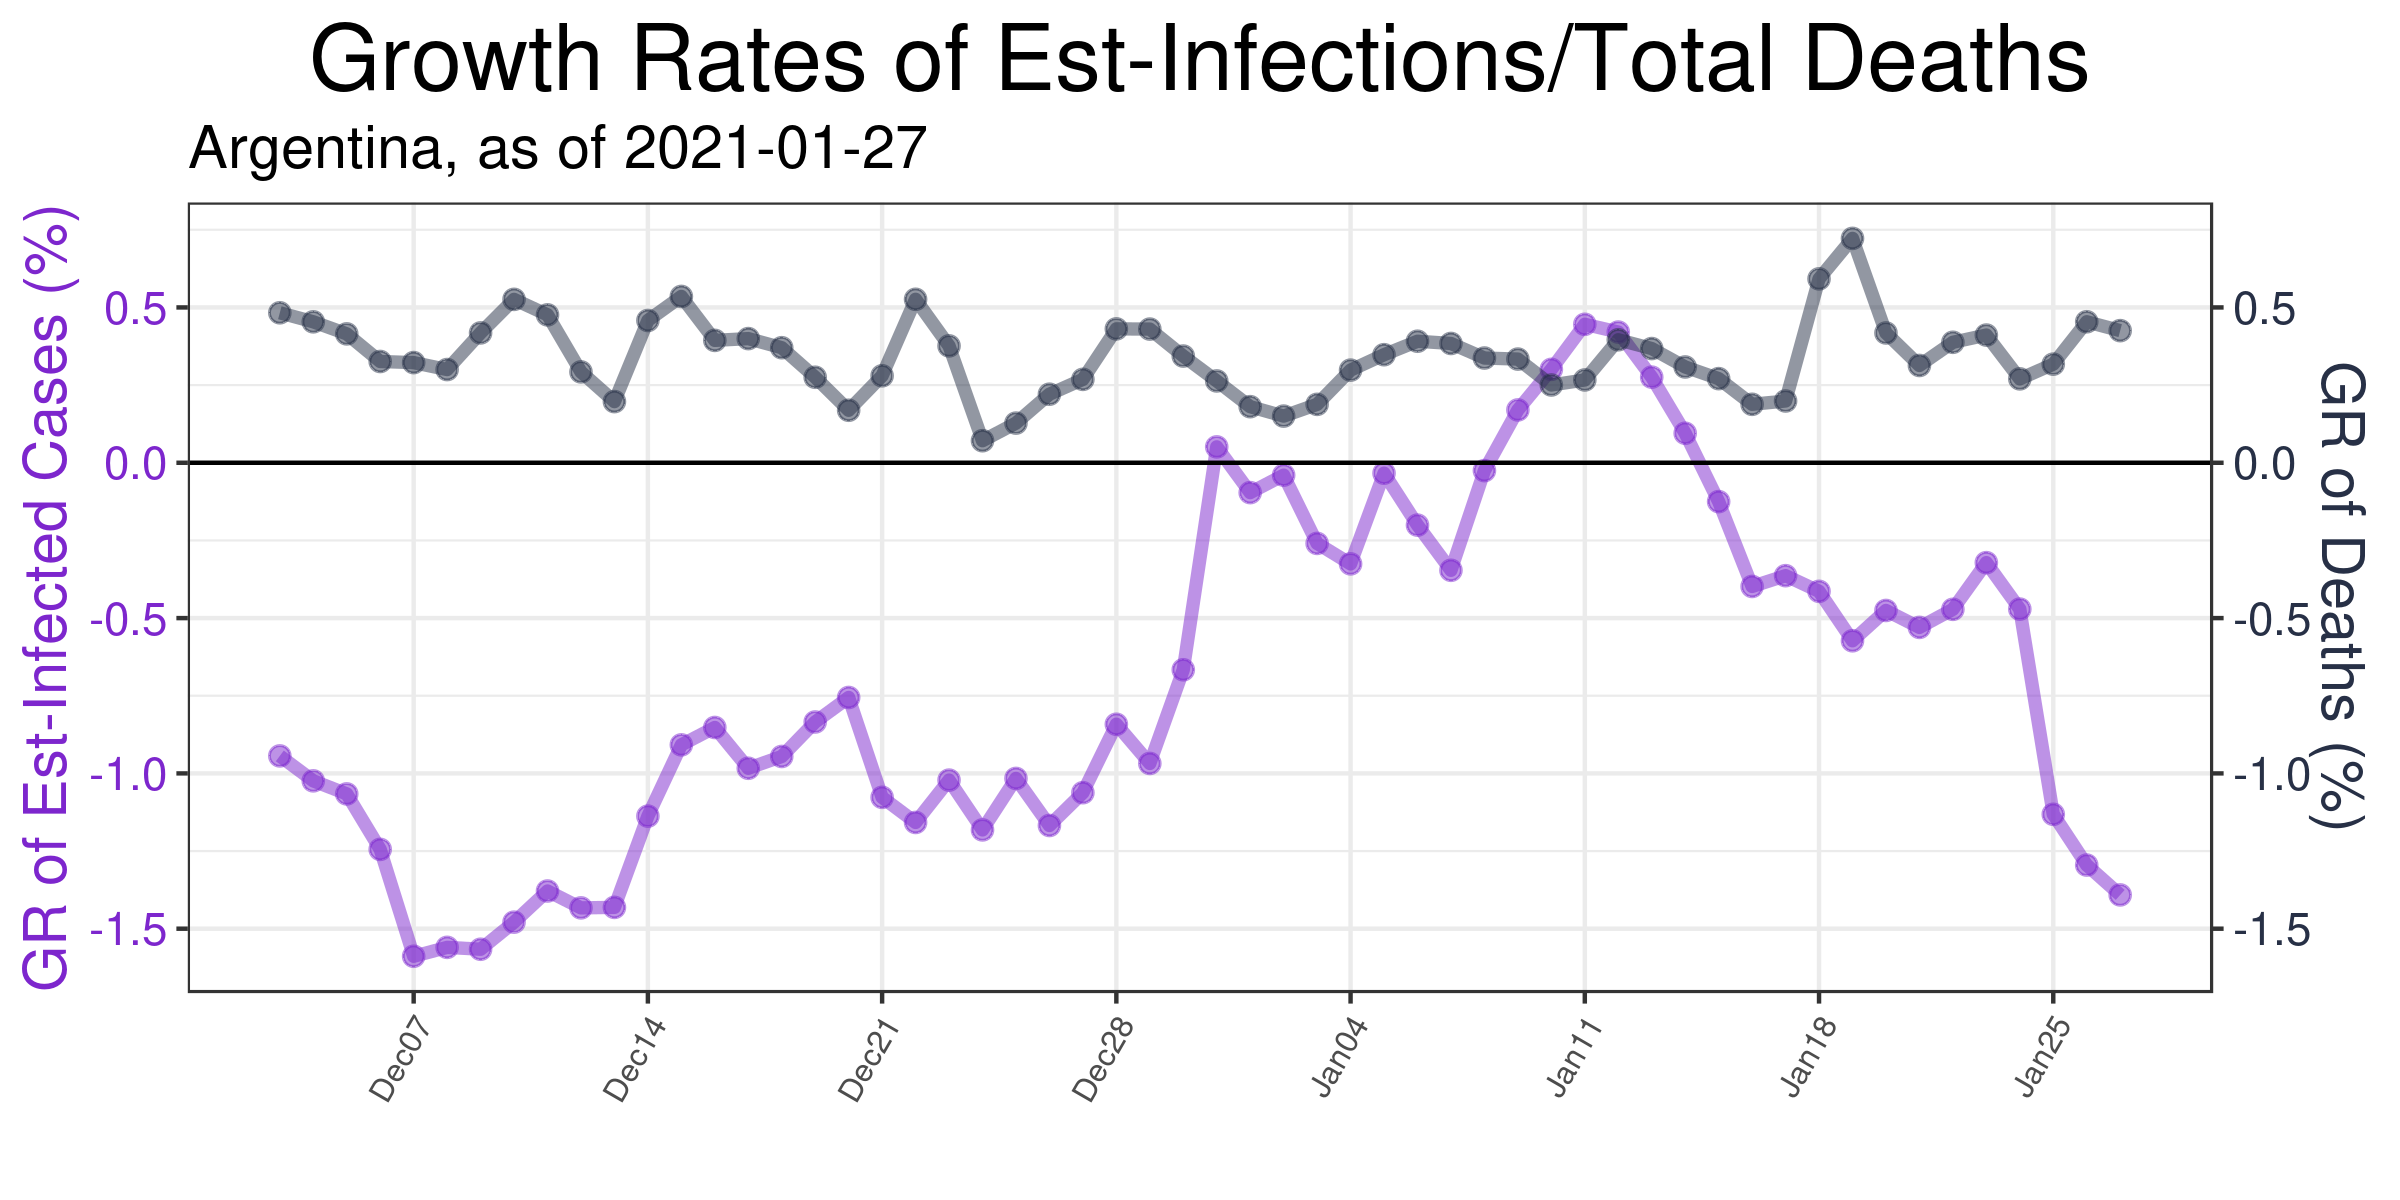 Growth Rates of Est-Infections/Total Deaths
Argentina, as of 2021-01-27
GR of Est-Infected Cases (%)
0.5
0.0
-0.5
-1.0
-1.5
0.5
0.0
-0.5
-1.0
-1.5
GR of Deaths (%)
Dec07
Dec14
Dec21
Dec28
Jan04
Jan11
Jan18
Jan25